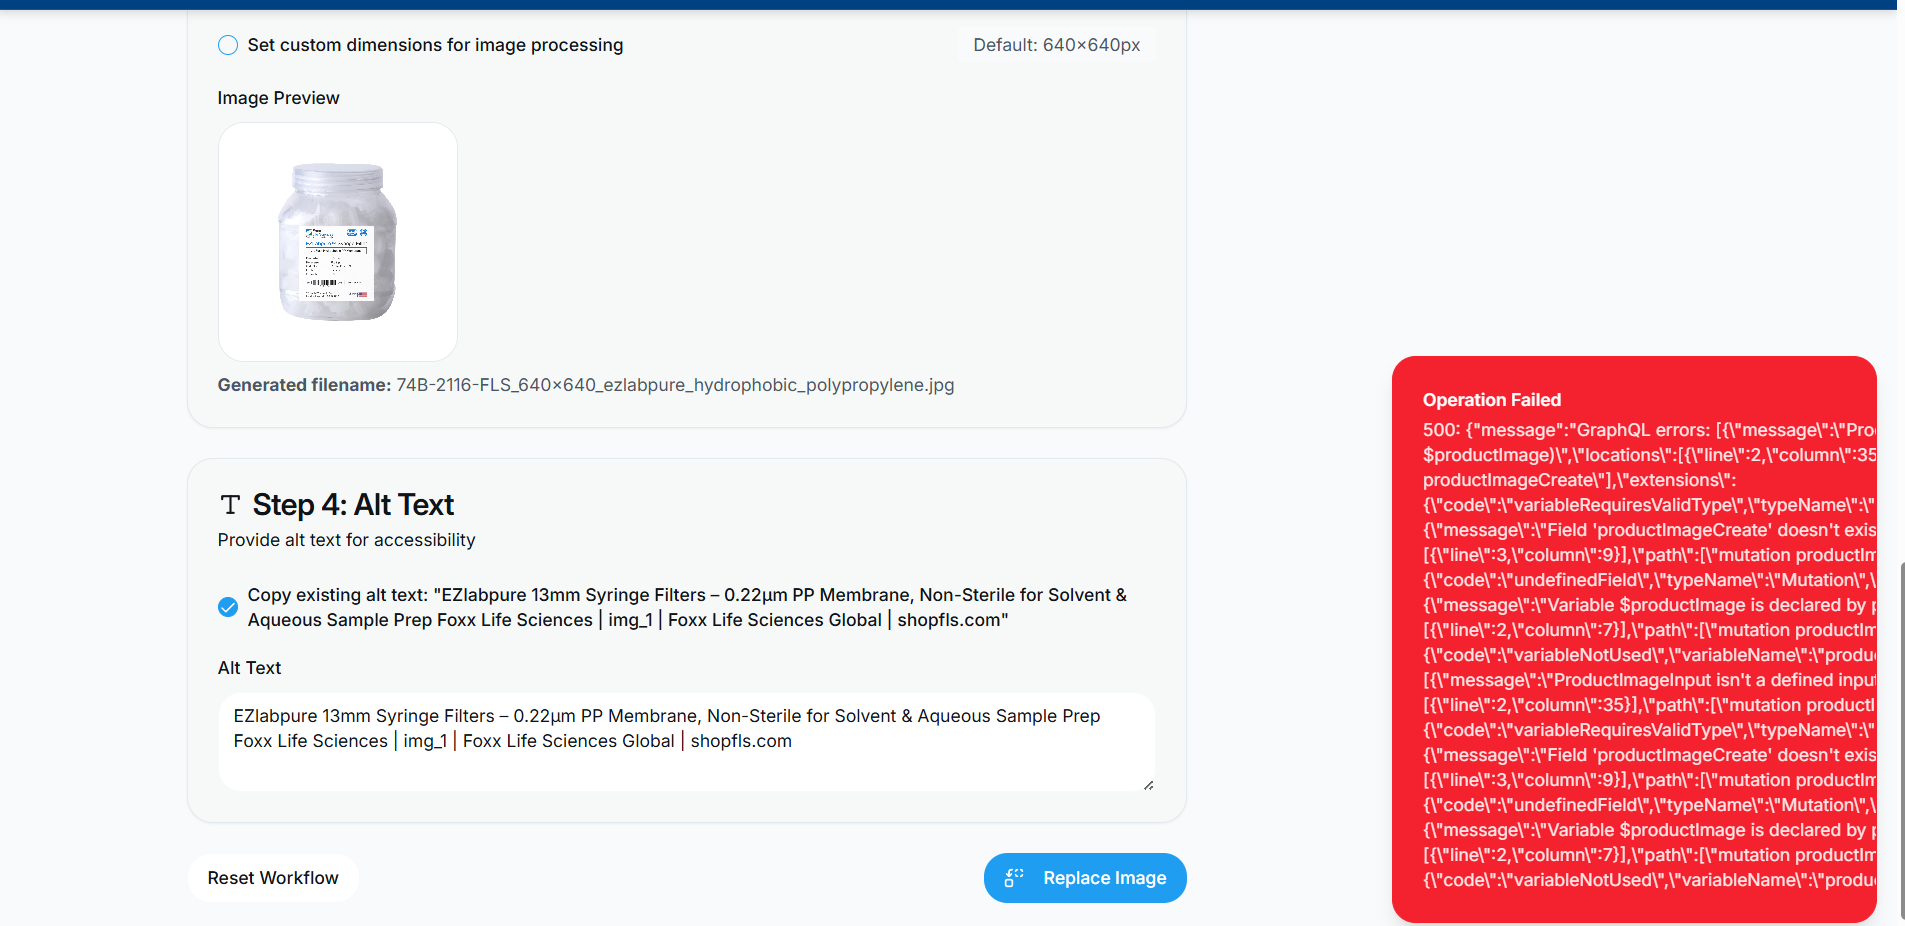 Set custom dimensions for image processing
Default: 640×640px
Image Preview
Generated filename: 74B-2116-FLS_640×640_ezlabpure_hydrophobic_polypropylene.jpg
Step 4: Alt Text
Provide alt text for accessibility
Copy existing alt text: "EZlabpure 13mm Syringe Filters – 0.22μm PP Membrane, Non-Sterile for Solvent &
Aqueous Sample Prep Foxx Life Sciences | img_1 | Foxx Life Sciences Global | shopfls.com"
Alt Text
EZlabpure 13mm Syringe Filters – 0.22μm PP Membrane, Non-Sterile for Solvent & Aqueous Sample Prep
Foxx Life Sciences | img_1 | Foxx Life Sciences Global | shopfls.com
Reset Workflow
Replace Image
Operation Failed
500: {"message":"GraphQL errors: [{\"message\":\"Pro
$productImage)\",\"locations\":[{\"line\":2,\"column\":35
productImageCreate\"],\"extensions\":
{\"code\":\"variableRequiresValidType\",\"typeName\":\"
{\"message\":\"Field 'productImageCreate' doesn't exis
[{\"line\":3,\"column\":9}],\"path\":[\"mutation productIm
{\"code\":\"undefinedField\",\"typeName\":\"Mutation\",\
{\"message\":\"Variable $productImage is declared by p
[{\"line\":2,\"column\":7}],\"path\":[\"mutation productIm
{\"code\":\"variableNotUsed\",\"variableName\":\"produ
[{\"message\":\"ProductImageInput isn't a defined input
[{\"line\":2,\"column\":35}],\"path\":[\"mutation productI
{\"code\":\"variableRequiresValidType\",\"typeName\":\"
{\"message\":\"Field 'productImageCreate' doesn't exis
[{\"line\":3,\"column\":9}],\"path\":[\"mutation productIm
{\"code\":\"undefinedField\",\"typeName\":\"Mutation\",\
{\"message\":\"Variable $productImage is declared by p
[{\"line\":2,\"column\":7}],\"path\":[\"mutation productIm
{\"code\":\"variableNotUsed\",\"variableName\":\"produ